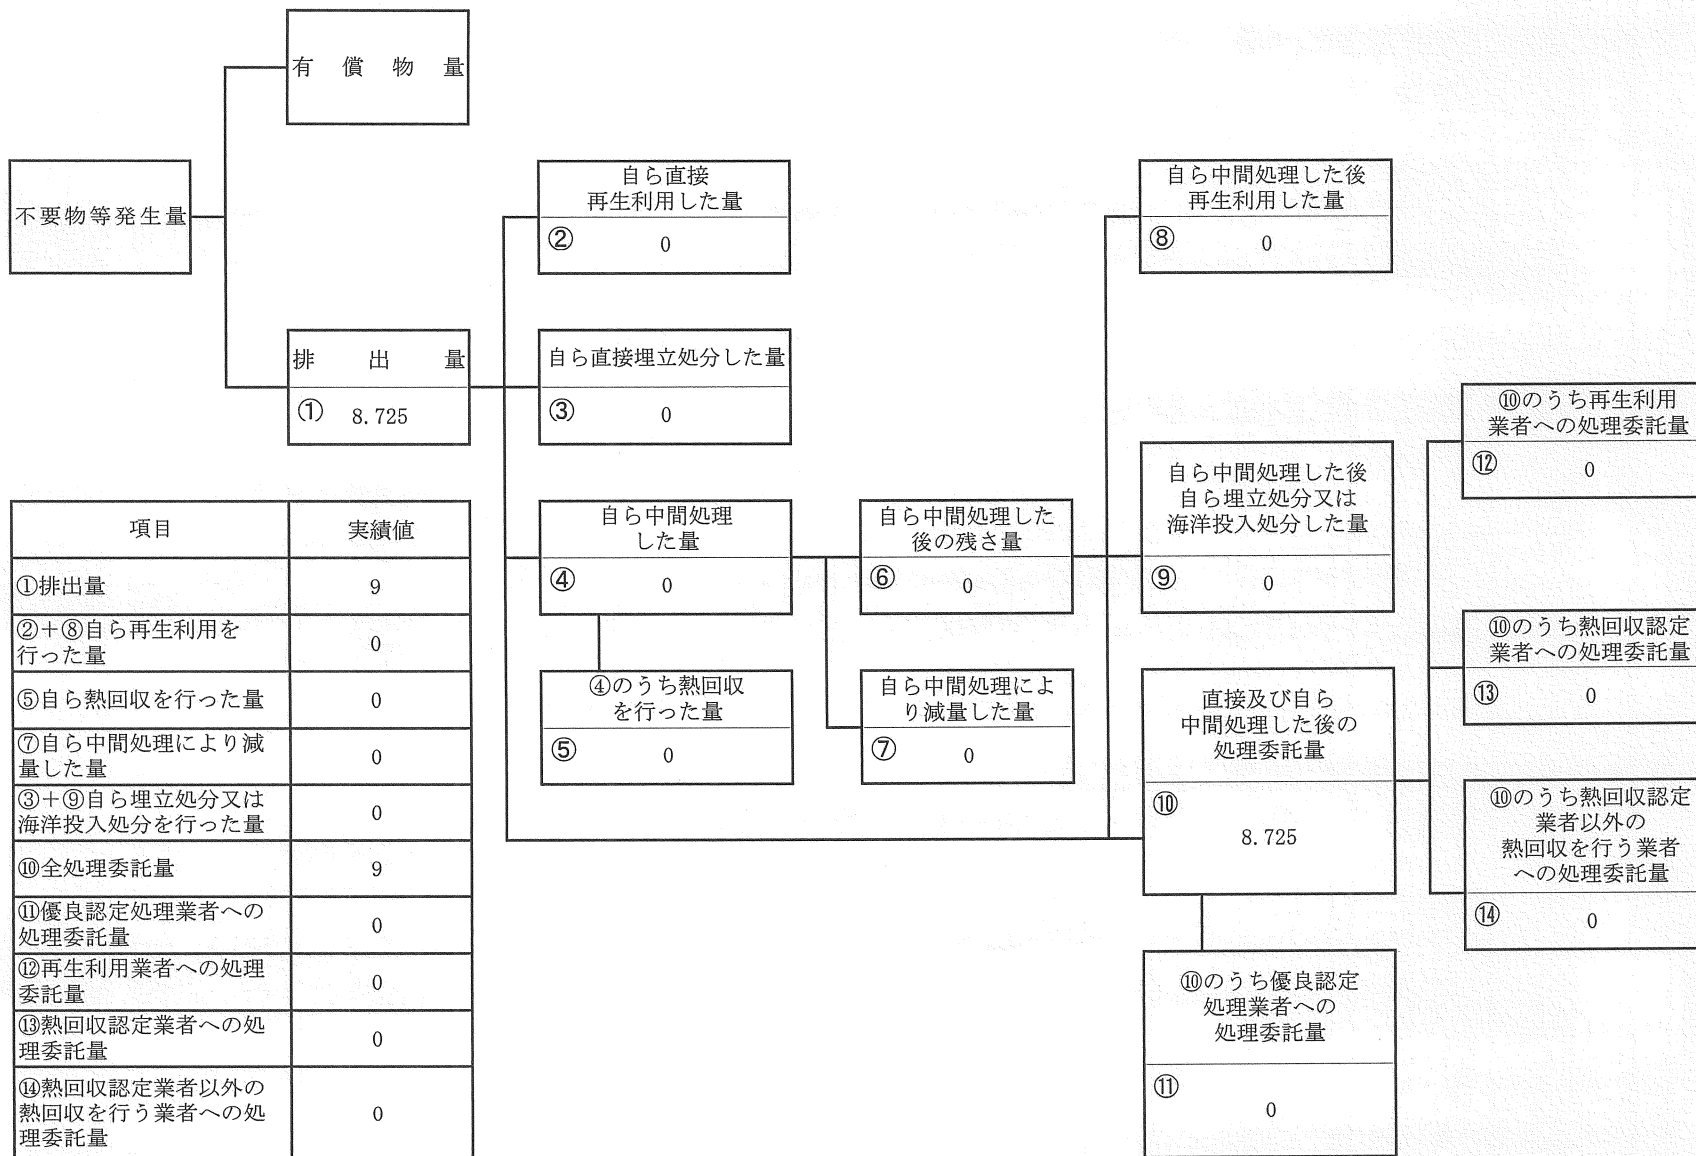 有償物量
不要物等発生量
排出量
① 8.725
自ら直接
再生利用した量
② 0
自ら直接埋立処分した量
③ 0
自ら中間処理
した量
④ 0
④のうち熱回収
を行った量
⑤ 0
自ら中間処理した
後の残さ量
⑥ 0
自ら中間処理によ
り減量した量
⑦ 0
自ら中間処理した後
再生利用した量
⑧ 0
自ら中間処理した後
自ら埋立処分又は
海洋投入処分した量
⑨ 0
直接及び自ら
中間処理した後の
処理委託量
⑩
8.725
⑩のうち優良認定
処理業者への
処理委託量
⑪
0
⑩のうち再生利用
業者への処理委託量
⑫ 0
⑩のうち熱回収認定
業者への処理委託量
⑬ 0
⑩のうち熱回収認定
業者以外の
熱回収を行う業者
への処理委託量
⑭ 0
項目 実績値
①排出量 9
②+⑧自ら再生利用を
行った量 0
⑤自ら熱回収を行った量 0
⑦自ら中間処理により減
量した量 0
③+⑨自ら埋立処分又は
海洋投入処分を行った量 0
⑩全処理委託量 9
⑪優良認定処理業者への
処理委託量 0
⑫再生利用業者への処理
委託量 0
⑬熱回収認定業者への処
理委託量 0
⑭熱回収認定業者以外の
熱回収を行う業者への処
理委託量 0